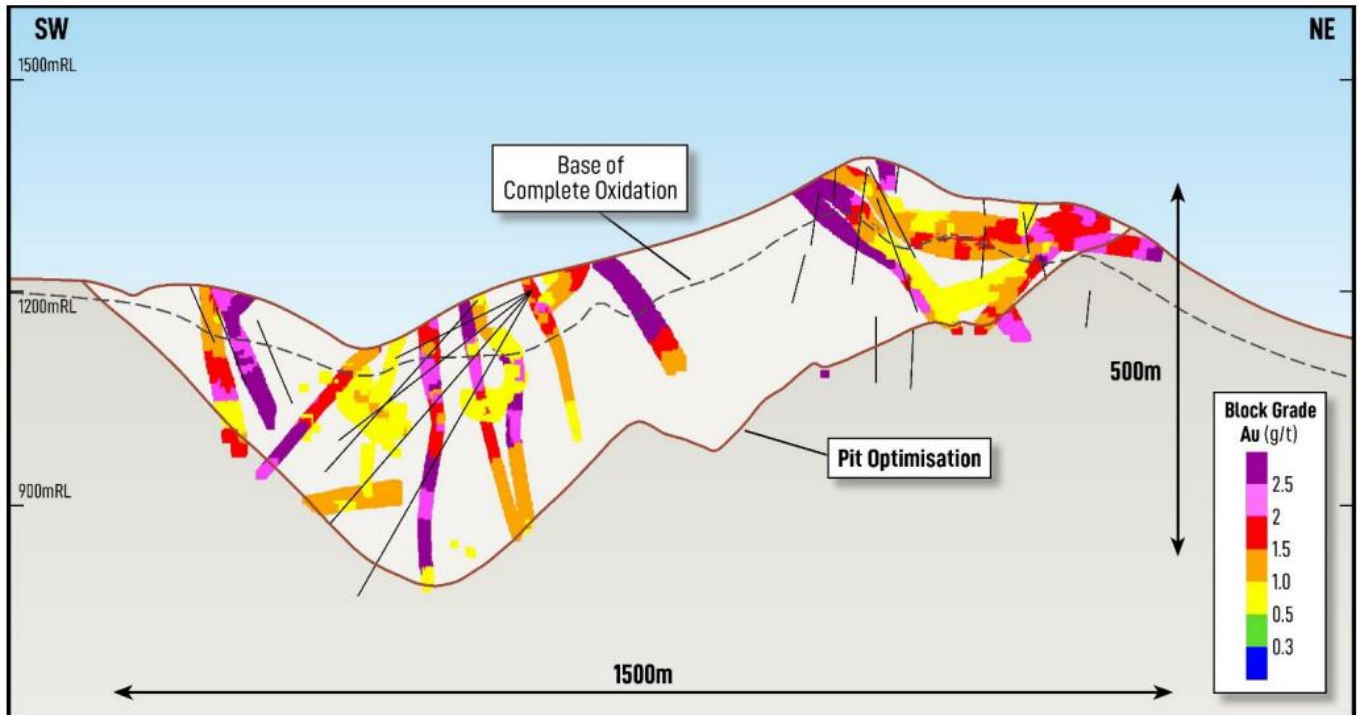 SW
NE
1500mRL
Base of
Complete Oxidation
1200mRL
500m
900mRL
Pit Optimisation
Block Grade
Au (g/t)
2.5
2
1.5
1.0
0.5
0.3
1500m